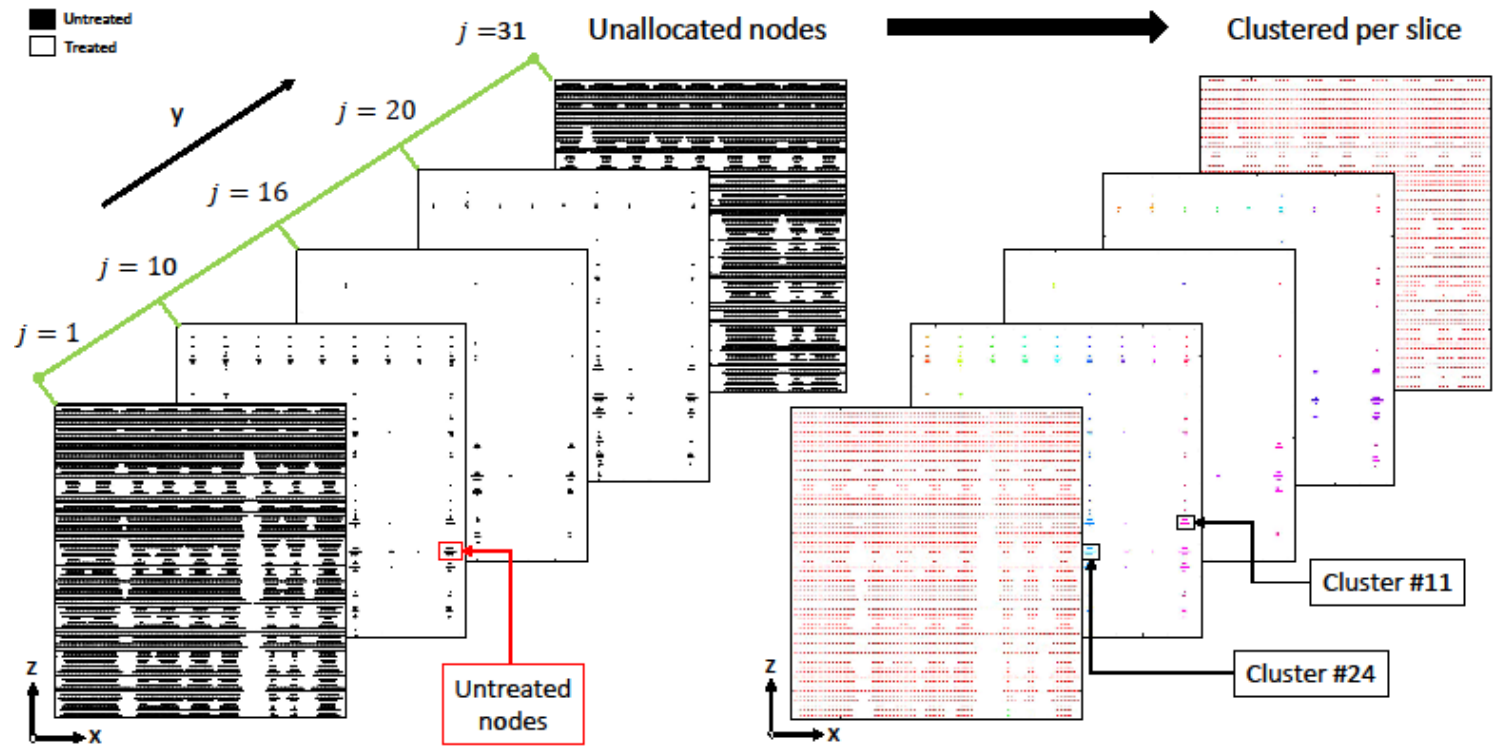 Untreated
Treated
Unallocated nodes
Clustered per slice
j =31
j = 20
j = 16
j = 10
j = 1
y
Untreated
nodes
Cluster #11
Cluster #24
z
x
z
x